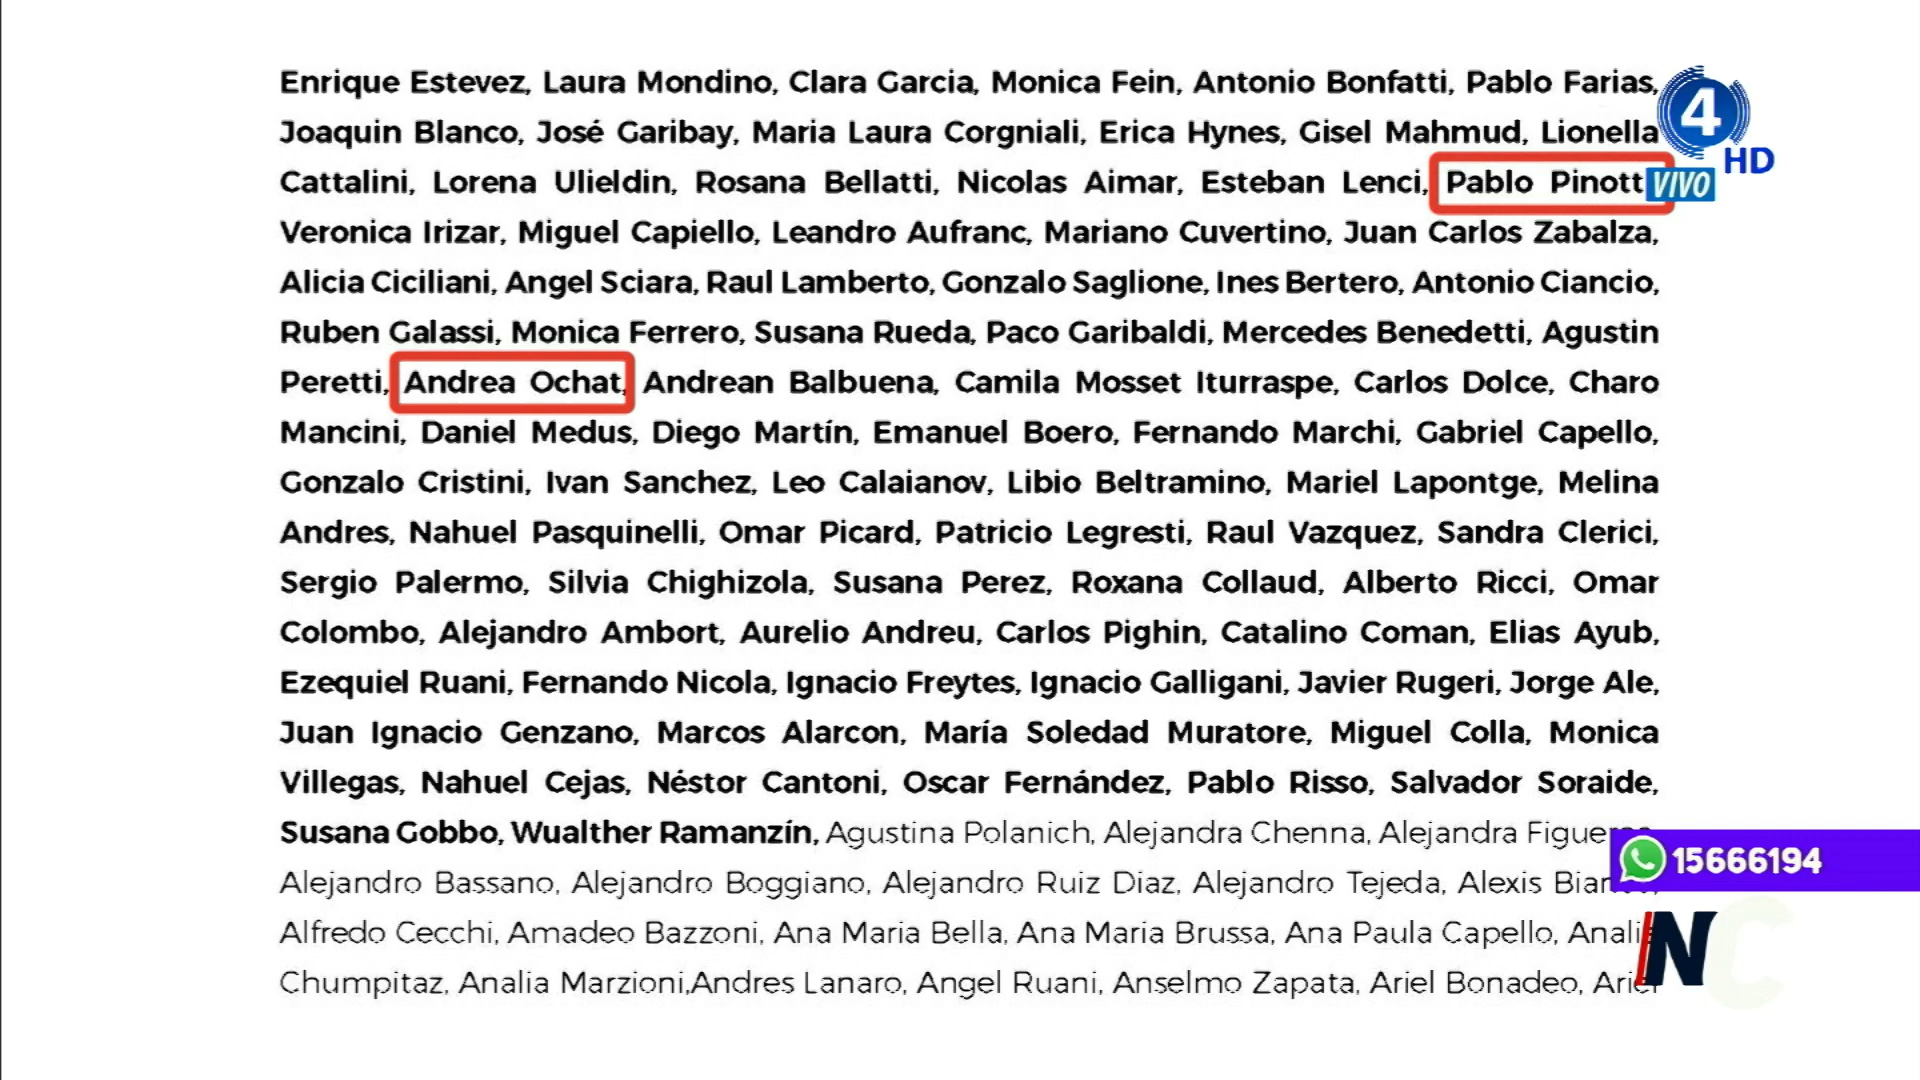 Enrique Estevez, Laura Mondino, Clara Garcia, Monica Fein, Antonio Bonfatti, Pablo Farias,
Joaquin Blanco, José Garibay, Maria Laura Corgniali, Erica Hynes, Gisel Mahmud, Lionella
Cattalini, Lorena Ulieldin, Rosana Bellatti, Nicolas Aimar, Esteban Lenci, Pablo Pinott
Veronica Irizar, Miguel Capiello, Leandro Aufranc, Mariano Cuvertino, Juan Carlos Zabalza,
Alicia Ciciliani, Angel Sciara, Raul Lamberto, Gonzalo Saglione, Ines Bertero, Antonio Ciancio,
Ruben Galassi, Monica Ferrero, Susana Rueda, Paco Garibaldi, Mercedes Benedetti, Agustin
Peretti, Andrea Ochat, Andrean Balbuena, Camila Mosset Iturraspe, Carlos Dolce, Charo
Mancini, Daniel Medus, Diego Martín, Emanuel Boero, Fernando Marchi, Gabriel Capello,
Gonzalo Cristini, Ivan Sanchez, Leo Calaianov, Libio Beltramino, Mariel Lapontge, Melina
Andres, Nahuel Pasquinelli, Omar Picard, Patricio Legresti, Raul Vazquez, Sandra Clerici,
Sergio Palermo, Silvia Chighizola, Susana Perez, Roxana Collaud, Alberto Ricci, Omar
Colombo, Alejandro Ambort, Aurelio Andreu, Carlos Pighin, Catalino Coman, Elias Ayub,
Ezequiel Ruani, Fernando Nicola, Ignacio Freytes, Ignacio Galligani, Javier Rugeri, Jorge Ale,
Juan Ignacio Genzano, Marcos Alarcon, María Soledad Muratore, Miguel Colla, Monica
Villegas, Nahuel Cejas, Néstor Cantoni, Oscar Fernández, Pablo Risso, Salvador Soraide,
Susana Gobbo, Wualther Ramanzín, Agustina Polanich, Alejandra Chenna, Alejandra
Alejandro Bassano, Alejandro Boggiano, Alejandro Ruiz Diaz, Alejandro Tejeda, Alexis
Alfredo Cecchi, Amadeo Bazzoni, Ana Maria Bella, Ana Maria Brussa, Ana Paula Capello,
Chumpitaz, Analia Marzioni,Andres Lanaro, Angel Ruani, Anselmo Zapata, Ariel Bonadeo, Ariel
4
HD
VIVO
15666194
NC